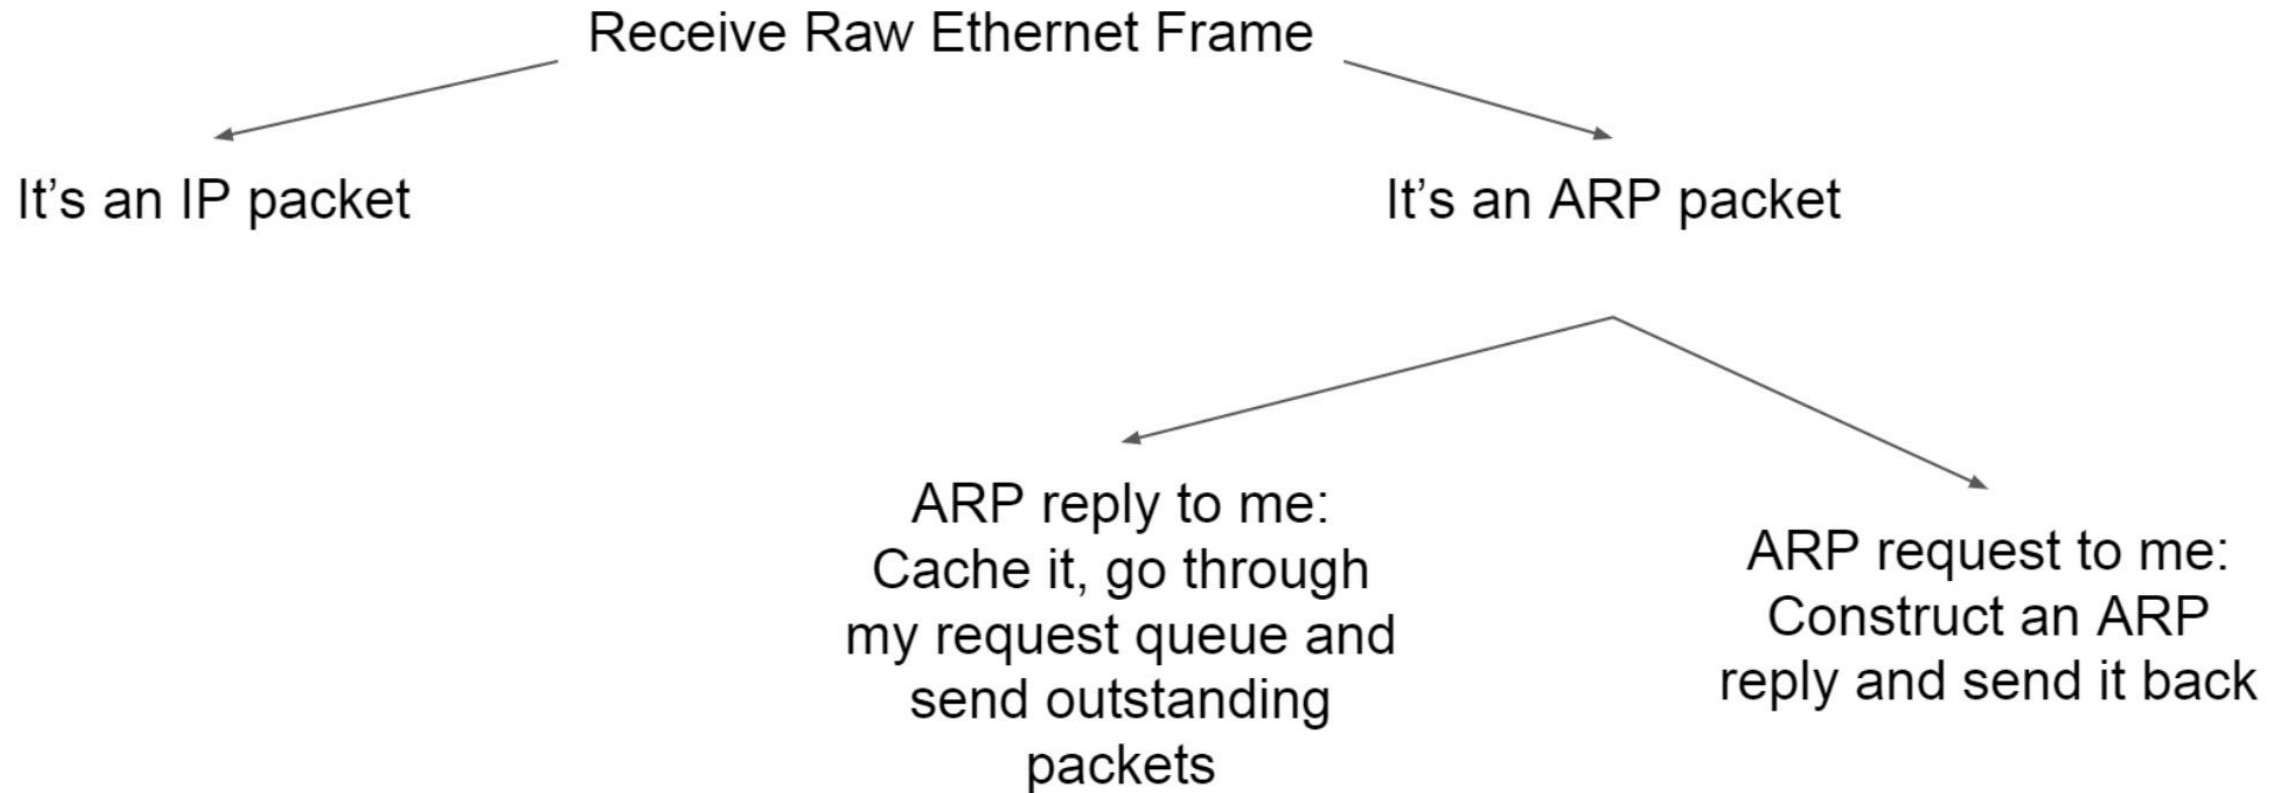 Receive Raw Ethernet Frame
It’s an IP packet
It’s an ARP packet
ARP reply to me:
Cache it, go through
my request queue and
send outstanding
packets
ARP request to me:
Construct an ARP
reply and send it back